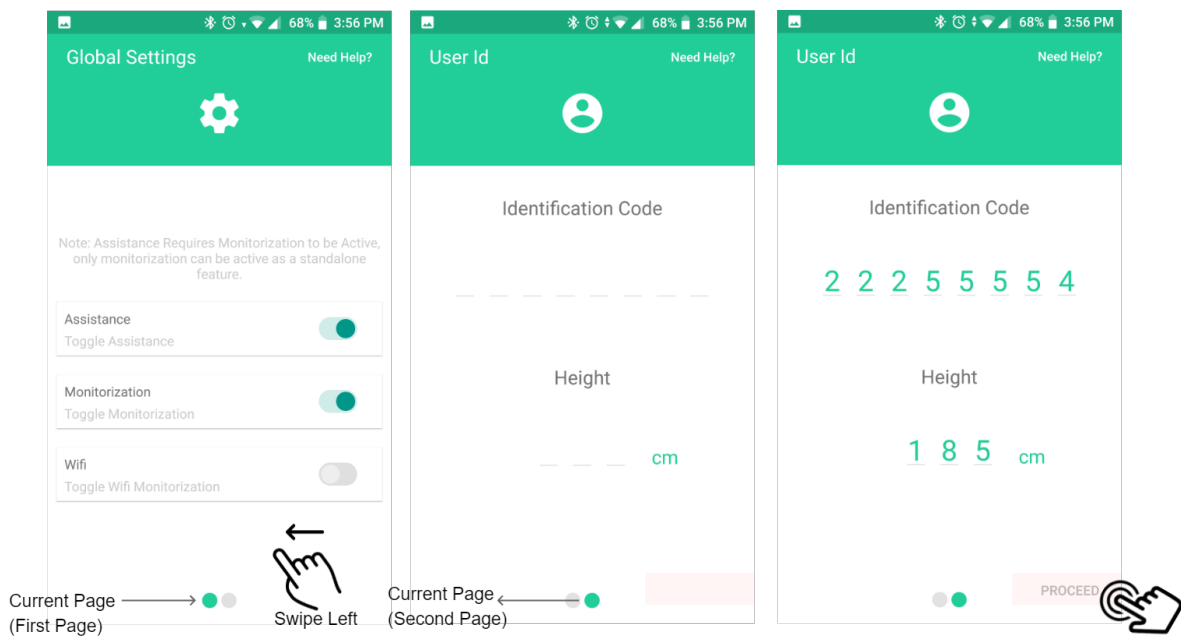 68% 3:56 PM
Global Settings
Need Help?
Note: Assistance Requires Monitorization to be Active,
only monitorization can be active as a standalone
feature.
Assistance
Toggle Assistance
Monitorization
Toggle Monitorization
Wifi
Toggle Wifi Monitorization
Current Page
(First Page)
Swipe Left
68% 3:56 PM
User Id
Need Help?
Identification Code
Height
cm
Current Page
(Second Page)
68% 3:56 PM
User Id
Need Help?
Identification Code
2 2 2 5 5 5 5 4
Height
1 8 5 cm
PROCEED